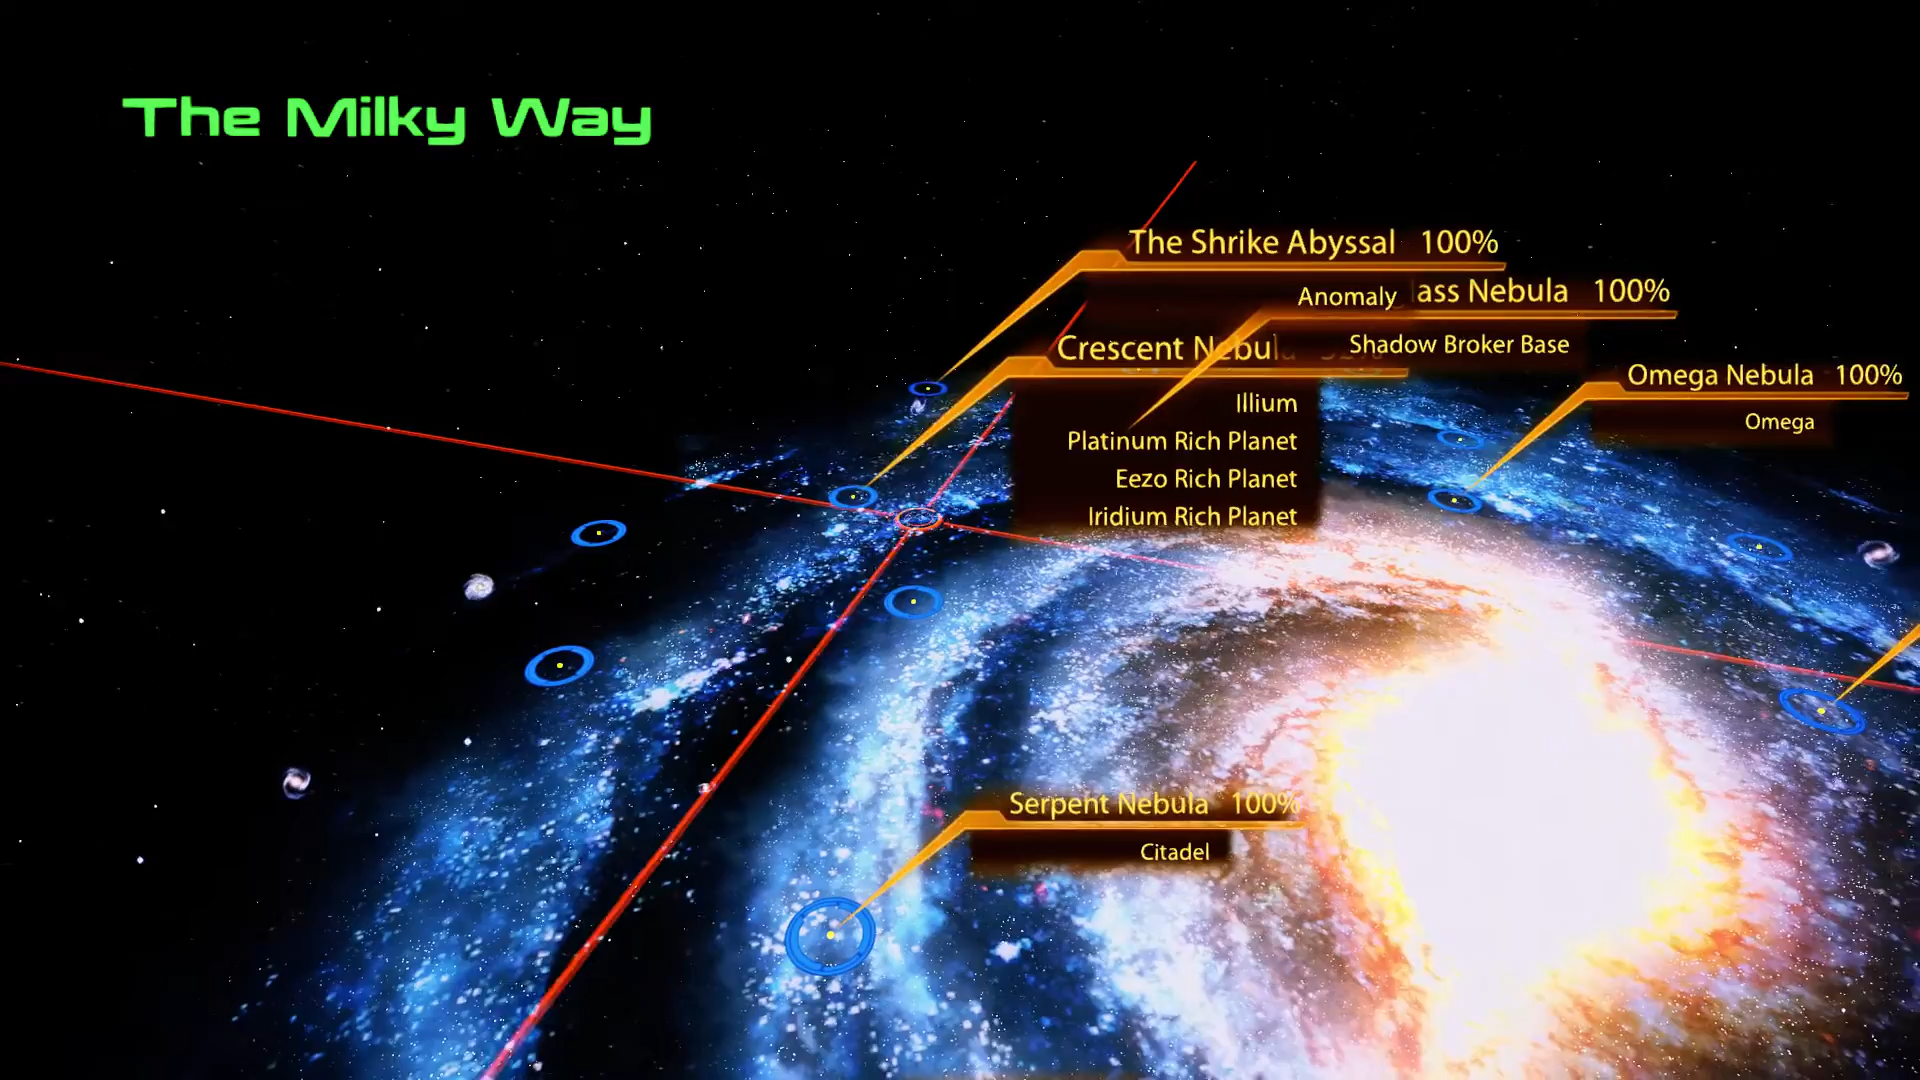 The Milky Way
The Shrike Abyssal 100%
Anomaly
ass Nebula 100%
Shadow Broker Base
Crescent Nebul
Illium
Platinum Rich Planet
Eezo Rich Planet
Iridium Rich Planet
Omega Nebula 100%
Omega
Serpent Nebula 100%
Citadel